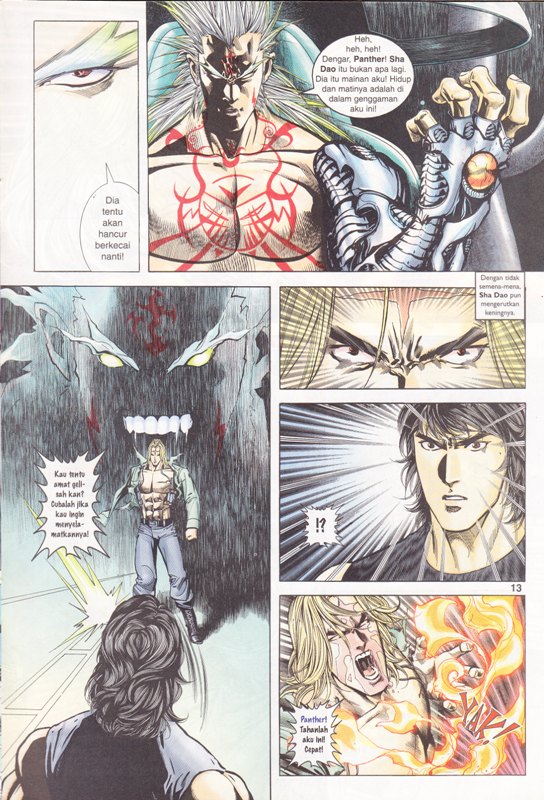 Heh,
heh, heh!
Dengar, Panther! Sha
Dao itu bukan apa lagi.
Dia itu mainan aku! Hidup
dan matinya adalah di
dalam genggaman
aku ini!
Dia
tentu
akan
hancur
berkecai
nanti!
Dengan tidak
semena-mena,
Sha Dao pun
mengerutkan
keningnya.
Kau tentu
amat geli-
sah kan?
Cubalah jika
kau ingin
menyela-
matkannya!
!?
13
Panther!
Tahanlah
aku ini!
Cepat!
YAK!